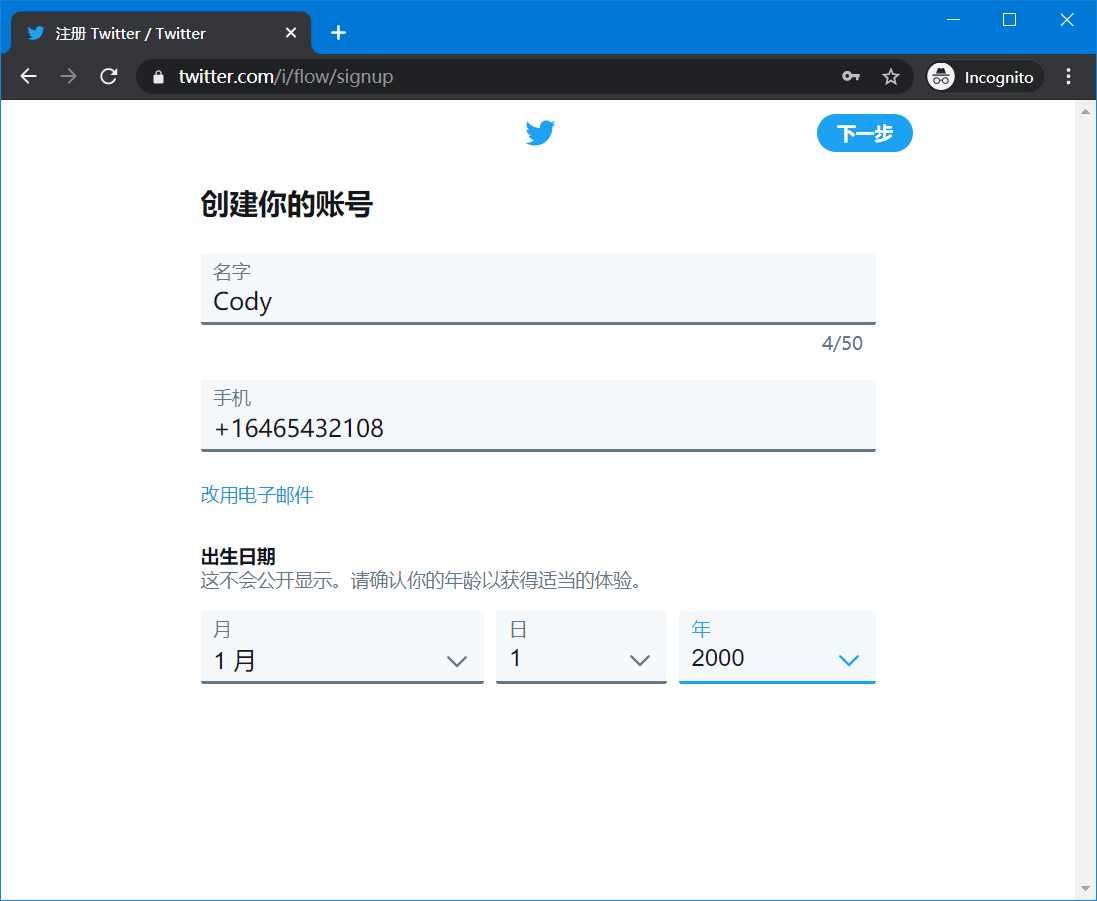 注册 Twitter / Twitter
twitter.com/i/flow/signup
Incognito
下一步
创建你的账号
名字
Cody
4/50
手机
+16465432108
改用电子邮件
出生日期
这不会公开显示。请确认你的年龄以获得适当的体验。
月 日 年
1 月 1 2000